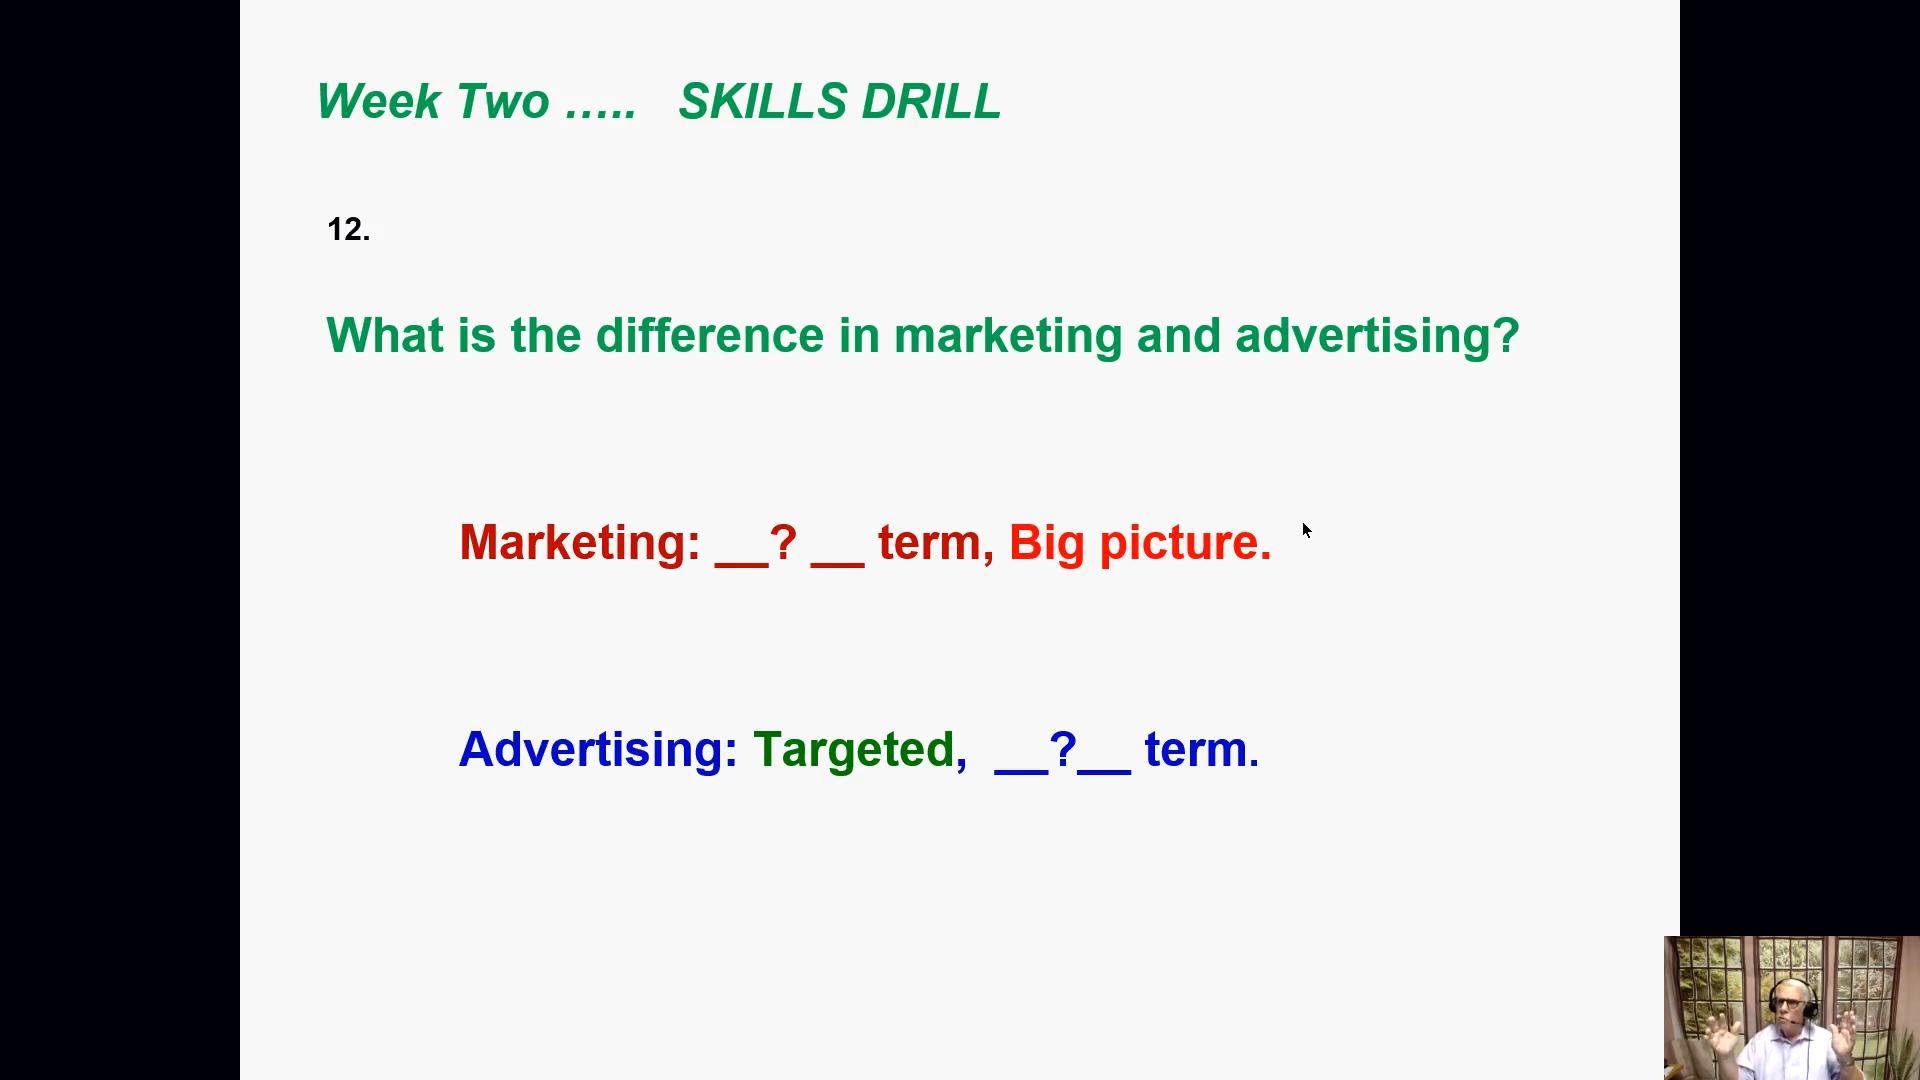 Week Two ….. SKILLS DRILL
12.
What is the difference in marketing and advertising?
Marketing: __? __ term, Big picture.
Advertising: Targeted, __?__ term.